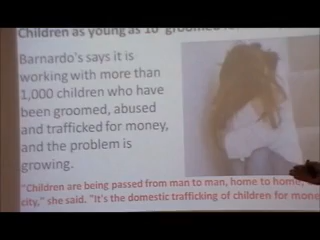 Children as young as 10 groomed for
Barnardo's says it is
working with more than
1,000 children who have
been groomed, abused
and trafficked for money,
and the problem is
growing.
"Children are being passed from man to man, home to home,
city," she said. "It's the domestic trafficking of children for